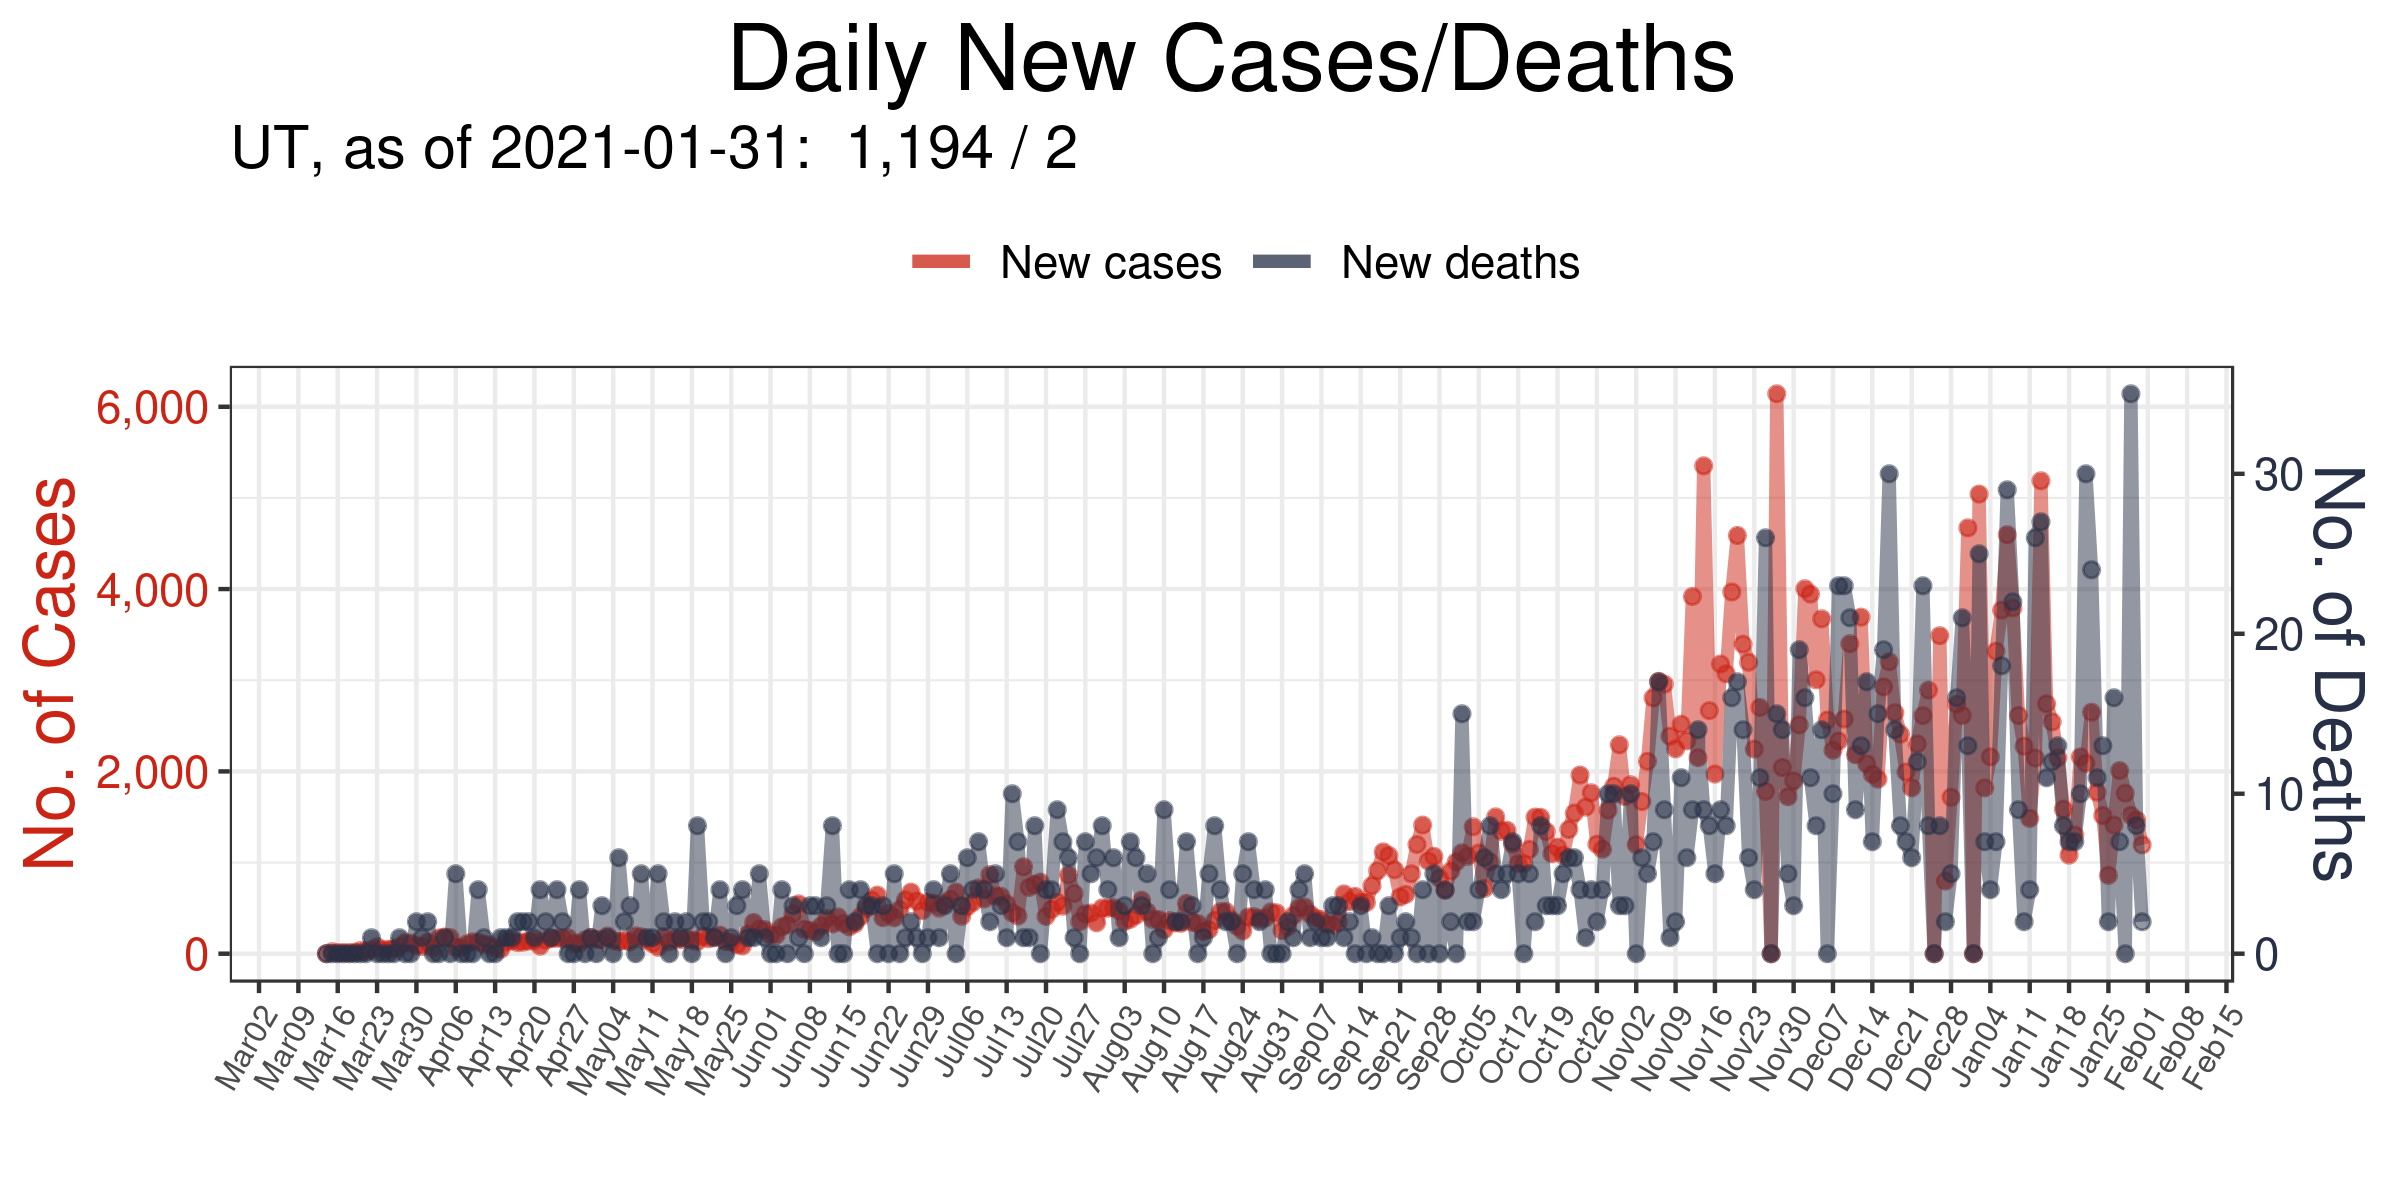 Daily New Cases/Deaths
UT, as of 2021-01-31:  1,194 / 2
New cases
New deaths
No. of Cases
6,000
4,000
2,000
0
30
20
10
0
No. of Deaths
Mar02
Mar09
Mar16
Mar23
Mar30
Apr06
Apr13
Apr20
Apr27
May04
May11
May18
May25
Jun01
Jun08
Jun15
Jun22
Jun29
Jul06
Jul13
Jul20
Jul27
Aug03
Aug10
Aug17
Aug24
Aug31
Sep07
Sep14
Sep21
Sep28
Oct05
Oct12
Oct19
Oct26
Nov02
Nov09
Nov16
Nov23
Nov30
Dec07
Dec14
Dec21
Dec28
Jan04
Jan11
Jan18
Jan25
Feb01
Feb08
Feb15